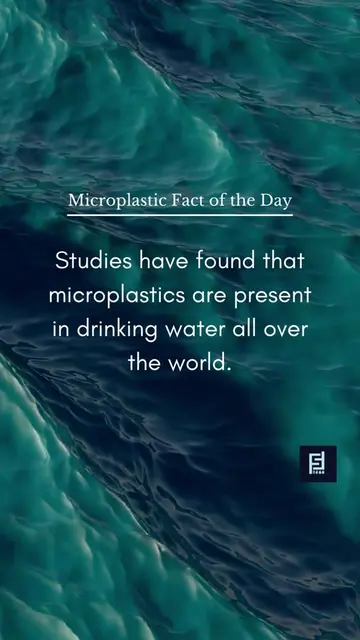 Microplastic Fact of the Day
Studies have found that
microplastics are present
in drinking water all over
the world.